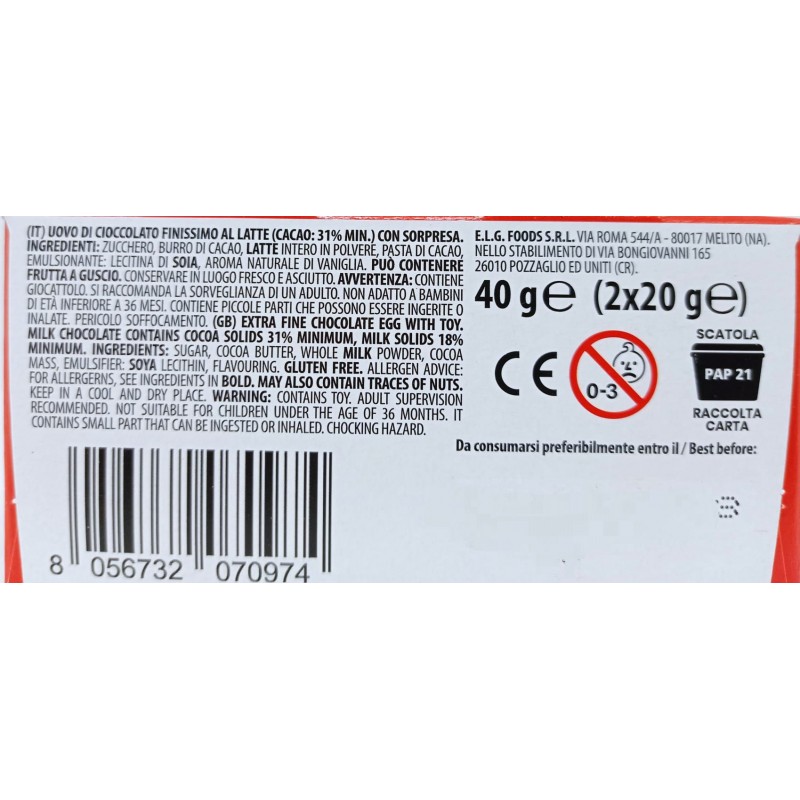 (IT) UOVO DI CIOCCOLATO FINISSIMO AL LATTE (CACAO: 31% MIN.) CON SORPRESA.
INGREDIENTI: ZUCCHERO, BURRO DI CACAO, LATTE INTERO IN POLVERE, PASTA DI CACAO,
EMULSIONANTE: LECITINA DI SOIA, AROMA NATURALE DI VANIGLIA. PUÒ CONTENERE
FRUTTA A GUSCIO. CONSERVARE IN LUOGO FRESCO E ASCIUTTO. AVVERTENZA: CONTIENE
GIOCATTOLO. SI RACCOMANDA LA SORVEGLIANZA DI UN ADULTO. NON ADATTO A BAMBINI
DI ETÀ INFERIORE A 36 MESI. CONTIENE PICCOLE PARTI CHE POSSONO ESSERE INGERITE O
INALATE. PERICOLO SOFFOCAMENTO. (GB) EXTRA FINE CHOCOLATE EGG WITH TOY.
MILK CHOCOLATE CONTAINS COCOA SOLIDS 31% MINIMUM, MILK SOLIDS 18%
MINIMUM. INGREDIENTS: SUGAR, COCOA BUTTER, WHOLE MILK POWDER, COCOA
MASS, EMULSIFIER: SOYA LECITHIN, FLAVOURING. GLUTEN FREE. ALLERGEN ADVICE:
FOR ALLERGERNS, SEE INGREDIENTS IN BOLD. MAY ALSO CONTAIN TRACES OF NUTS.
KEEP IN A COOL AND DRY PLACE. WARNING: CONTAINS TOY. ADULT SUPERVISION
RECOMMENDED. NOT SUITABLE FOR CHILDREN UNDER THE AGE OF 36 MONTHS. IT
CONTAINS SMALL PART THAT CAN BE INGESTED OR INHALED. CHOCKING HAZARD.
E.L.G. FOODS S.R.L. VIA ROMA 544/A - 80017 MELITO (NA).
NELLO STABILIMENTO DI VIA BONGIOVANNI 165
26010 POZZAGLIO ED UNITI (CR).
40 g℮ (2x20 g℮)
CE
0-3
SCATOLA
PAP 21
RACCOLTA
CARTA
Da consumarsi preferibilmente entro il / Best before:
8 056732 070974